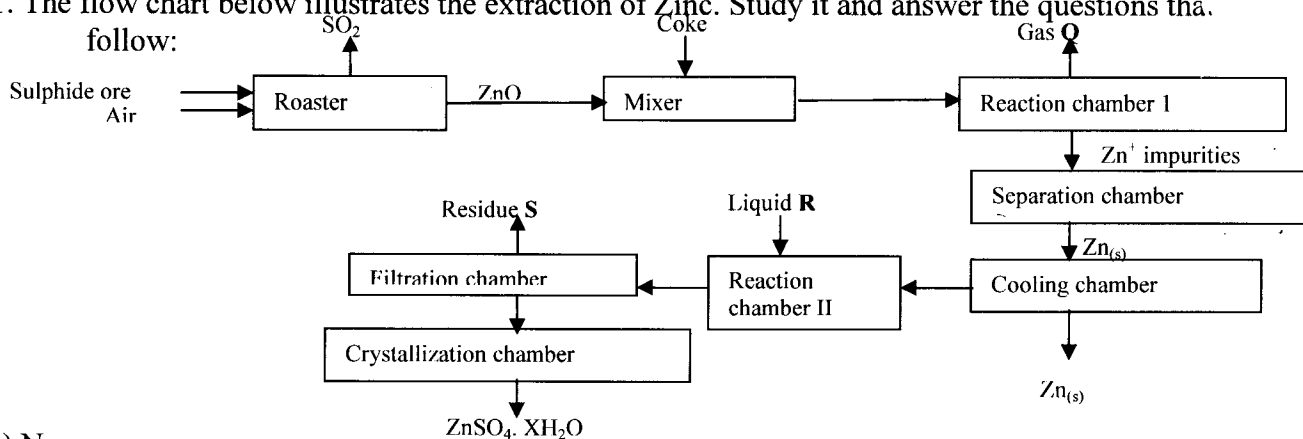 . The flow chart below illustrates the extraction of Zinc. Study it and answer the questions tha
follow:
SO₂
Coke
Gas Q
Sulphide ore
Air
Roaster
ZnO
Mixer
Reaction chamber 1
Zn⁺ impurities
Separation chamber
Zn(s)
Cooling chamber
Zn(s)
Liquid R
Reaction
chamber II
Residue S
Filtration chamber
Crystallization chamber
ZnSO₄. XH₂O